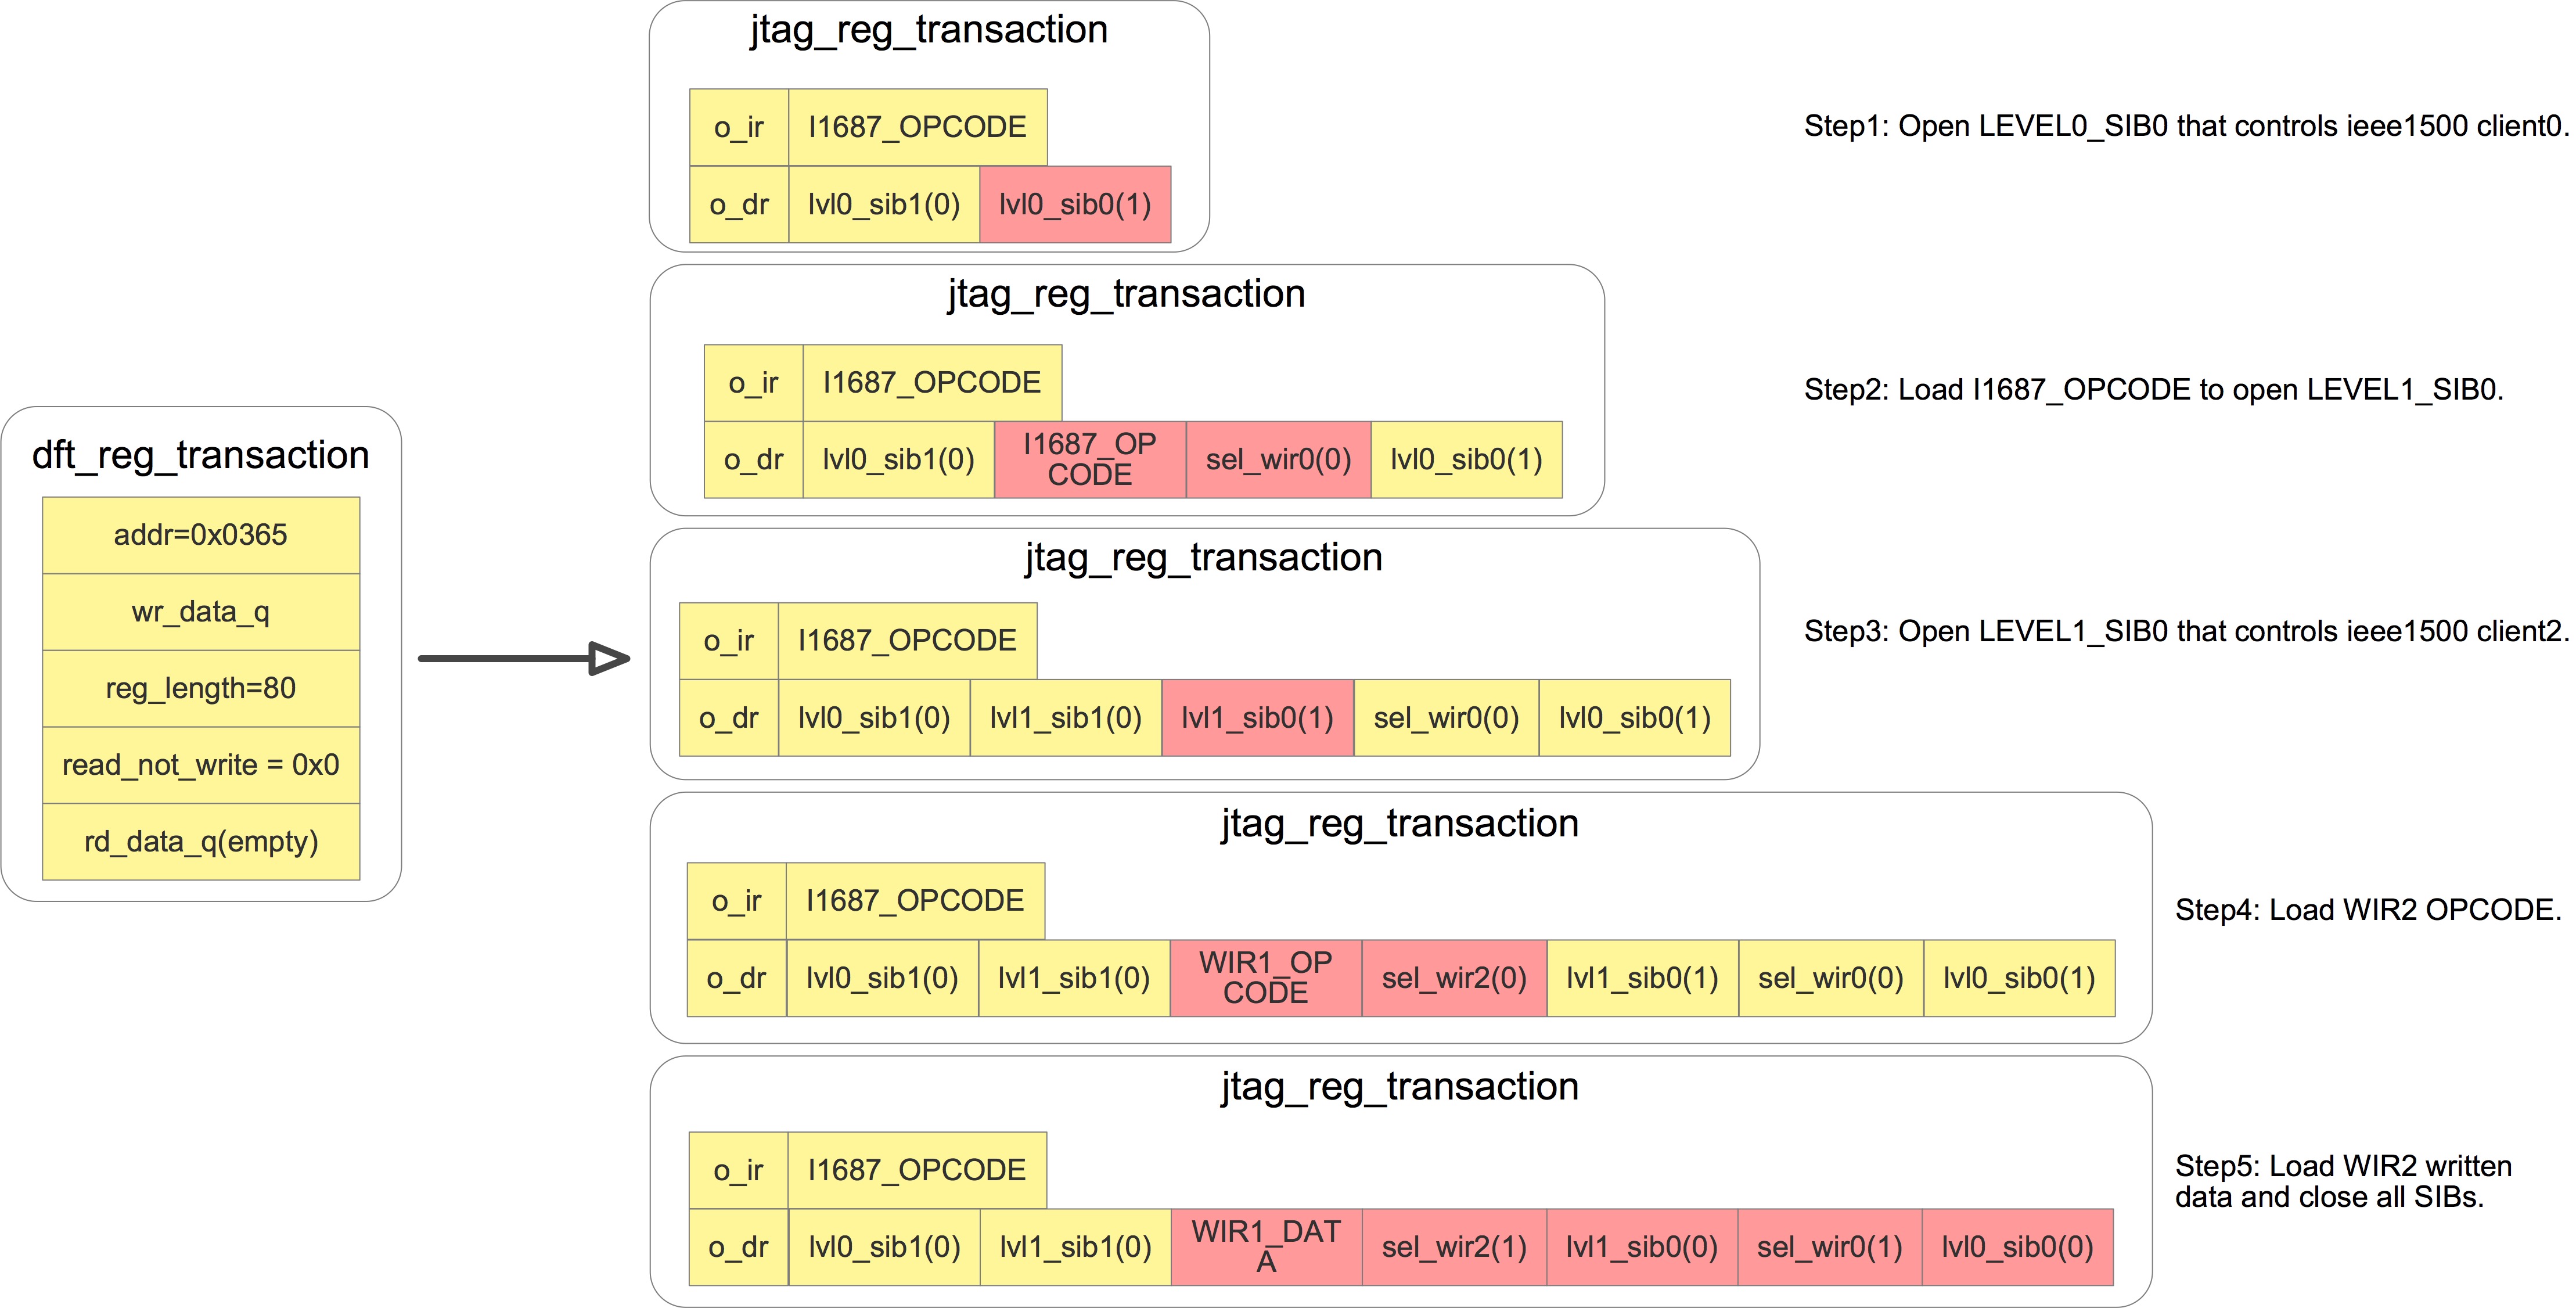 jtag_reg_transaction
o_ir I1687_OPCODE
o_dr lvl0_sib1(0) lvl0_sib0(1)
Step1: Open LEVEL0_SIB0 that controls ieee1500 client0.
jtag_reg_transaction
o_ir I1687_OPCODE
o_dr lvl0_sib1(0) I1687_OP
CODE sel_wir0(0) lvl0_sib0(1)
Step2: Load I1687_OPCODE to open LEVEL1_SIB0.
dft_reg_transaction
addr=0x0365
wr_data_q
reg_length=80
read_not_write = 0x0
rd_data_q(empty)
jtag_reg_transaction
o_ir I1687_OPCODE
o_dr lvl0_sib1(0) lvl1_sib1(0) lvl1_sib0(1) sel_wir0(0) lvl0_sib0(1)
Step3: Open LEVEL1_SIB0 that controls ieee1500 client2.
jtag_reg_transaction
o_ir I1687_OPCODE
o_dr lvl0_sib1(0) lvl1_sib1(0) WIR1_OP
CODE sel_wir2(0) lvl1_sib0(1) sel_wir0(0) lvl0_sib0(1)
Step4: Load WIR2 OPCODE.
jtag_reg_transaction
o_ir I1687_OPCODE
o_dr lvl0_sib1(0) lvl1_sib1(0) WIR1_DAT
A sel_wir2(1) lvl1_sib0(0) sel_wir0(1) lvl0_sib0(0)
Step5: Load WIR2 written
data and close all SIBs.